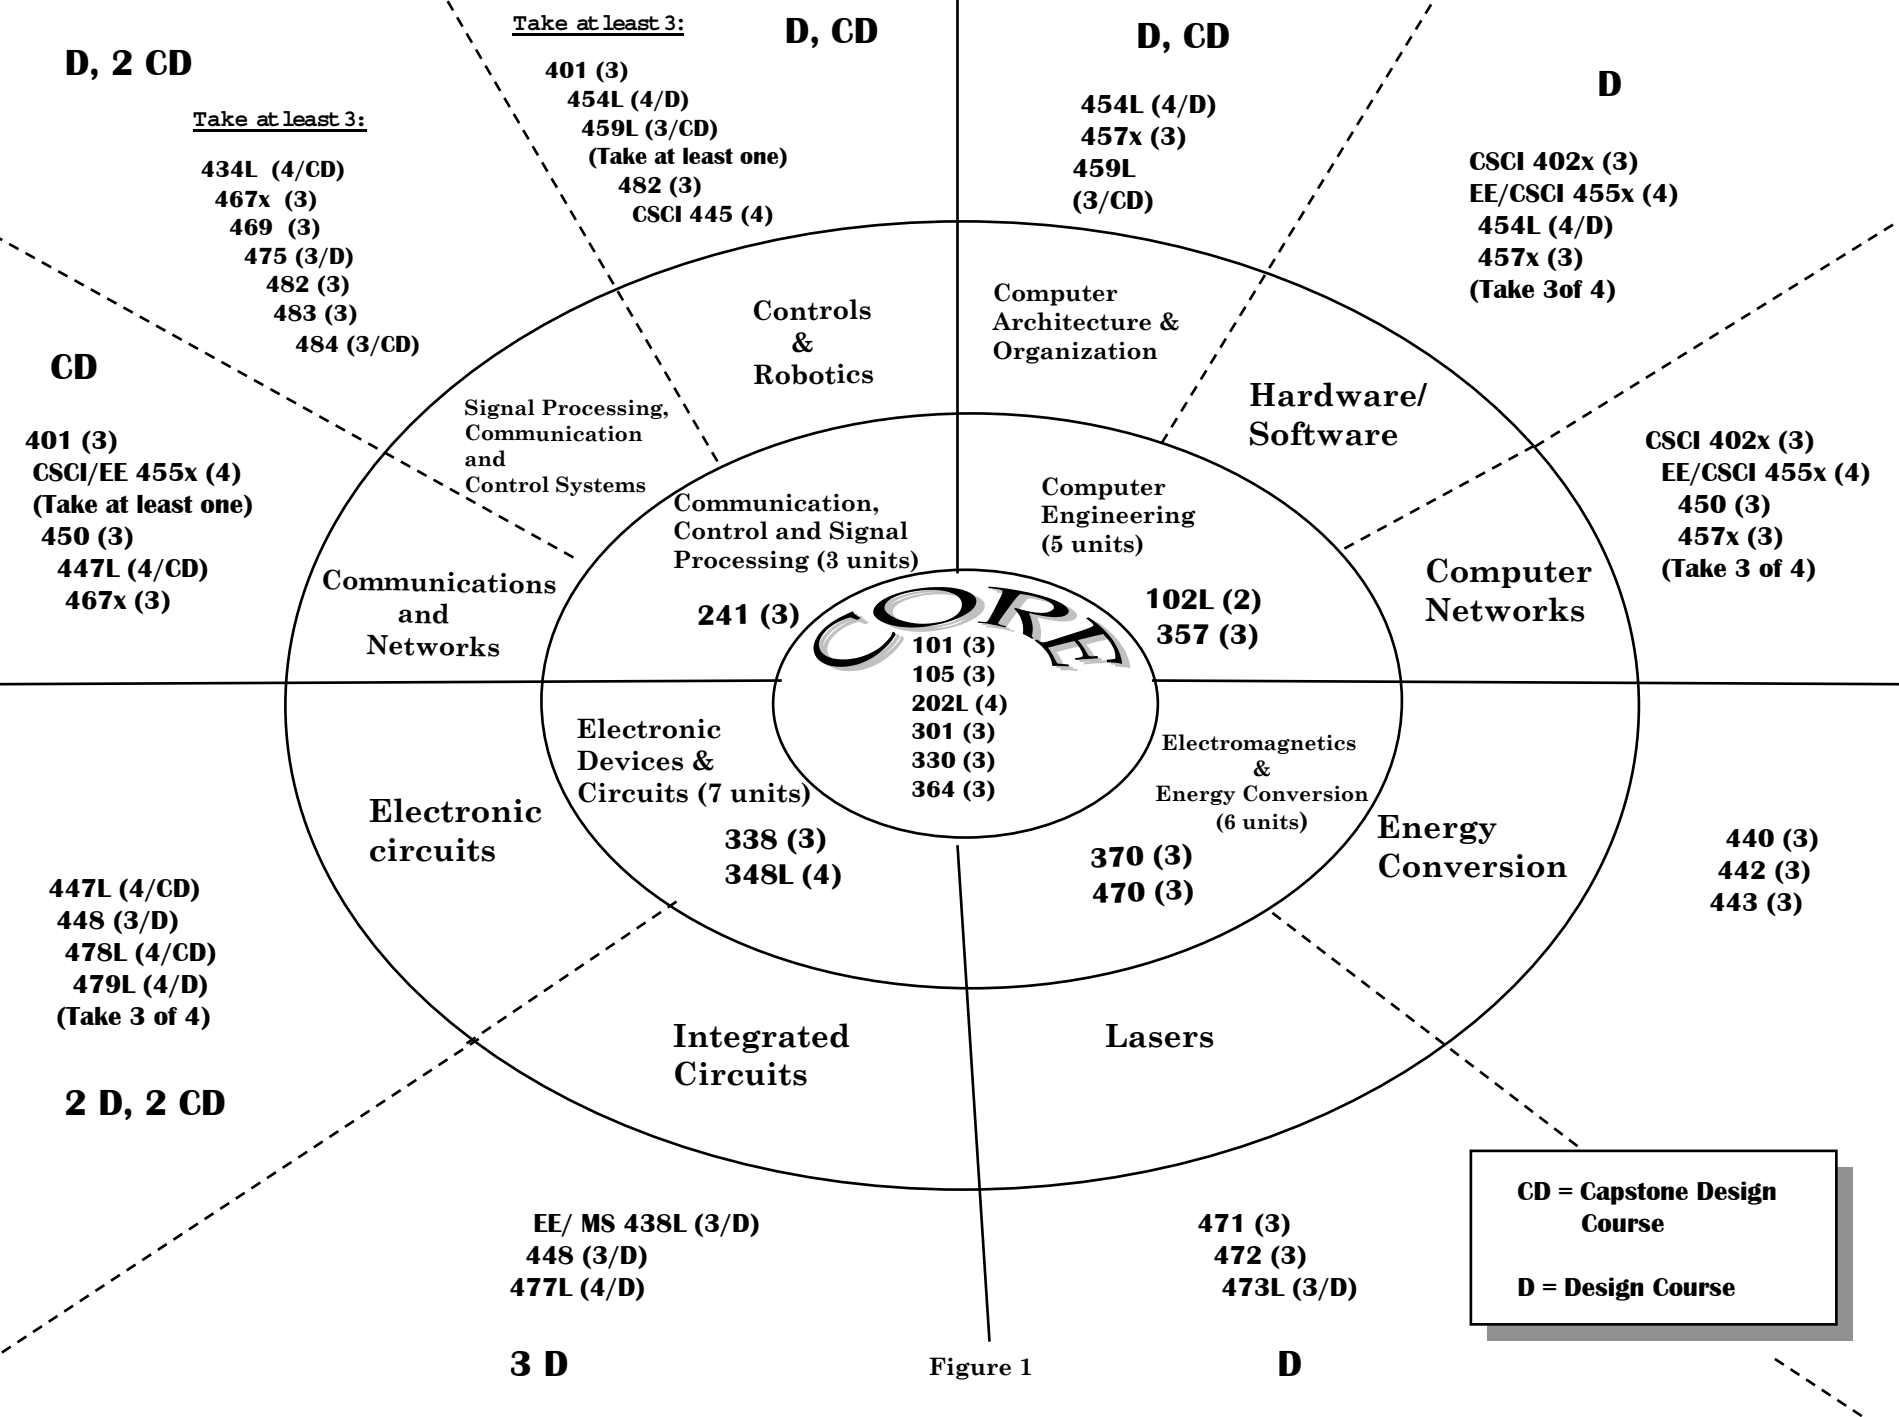 D, 2 CD
Take at least 3:
434L (4/CD)
467x (3)
469 (3)
475 (3/D)
482 (3)
483 (3)
484 (3/CD)
Take at least 3:
D, CD
401 (3)
454L (4/D)
459L (3/CD)
(Take at least one)
482 (3)
CSCI 445 (4)
D, CD
454L (4/D)
457x (3)
459L
(3/CD)
D
CSCI 402x (3)
EE/CSCI 455x (4)
454L (4/D)
457x (3)
(Take 3of 4)
CD
401 (3)
CSCI/EE 455x (4)
(Take at least one)
450 (3)
447L (4/CD)
467x (3)
Signal Processing,
Communication
and
Control Systems
Controls
&
Robotics
Computer
Architecture &
Organization
Hardware/
Software
CSCI 402x (3)
EE/CSCI 455x (4)
450 (3)
457x (3)
(Take 3 of 4)
Communications
and
Networks
Communication,
Control and Signal
Processing (3 units)
241 (3)
Computer
Engineering
(5 units)
102L (2)
357 (3)
Computer
Networks
CORE
101 (3)
105 (3)
202L (4)
301 (3)
330 (3)
364 (3)
Electronic
circuits
Electronic
Devices &
Circuits (7 units)
338 (3)
348L (4)
Electromagnetics
&
Energy Conversion
(6 units)
370 (3)
470 (3)
Energy
Conversion
440 (3)
442 (3)
443 (3)
447L (4/CD)
448 (3/D)
478L (4/CD)
479L (4/D)
(Take 3 of 4)
2 D, 2 CD
Integrated
Circuits
Lasers
EE/ MS 438L (3/D)
448 (3/D)
477L (4/D)
3 D
471 (3)
472 (3)
473L (3/D)
D
CD = Capstone Design
Course
D = Design Course
Figure 1